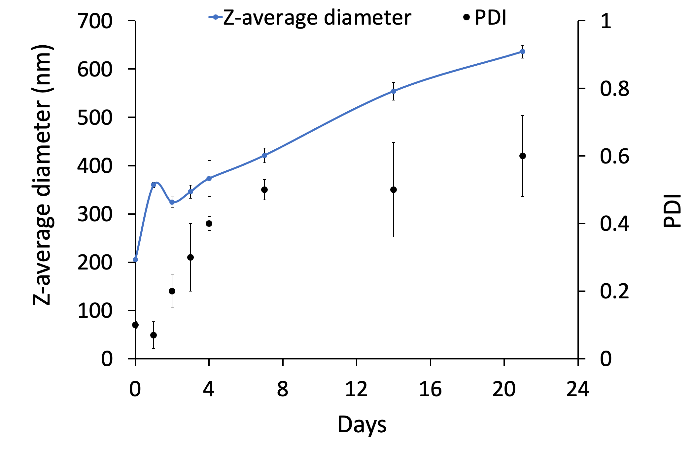 Z-average diameter
PDI
700
600
500
400
300
200
100
0
Z-average diameter (nm)
1
0.8
0.6
0.4
0.2
0
PDI
0 4 8 12 16 20 24
Days